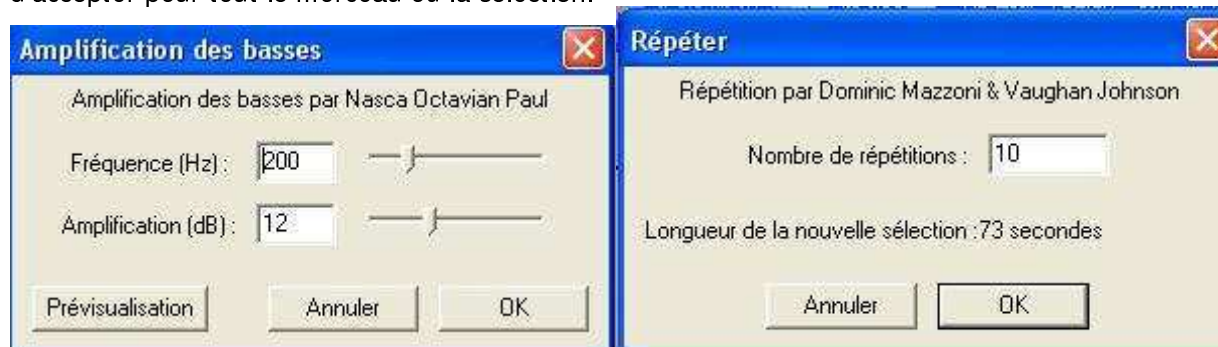 d'accepter pour tout le morceau ou la sélection.
Amplification des basses
Amplification des basses par Nasca Octavian Paul
Fréquence (Hz) : 200
Amplification (dB) : 12
Prévisualisation Annuler OK
Répéter
Répétition par Dominic Mazzoni & Vaughan Johnson
Nombre de répétitions : 10
Longueur de la nouvelle sélection :73 secondes
Annuler OK